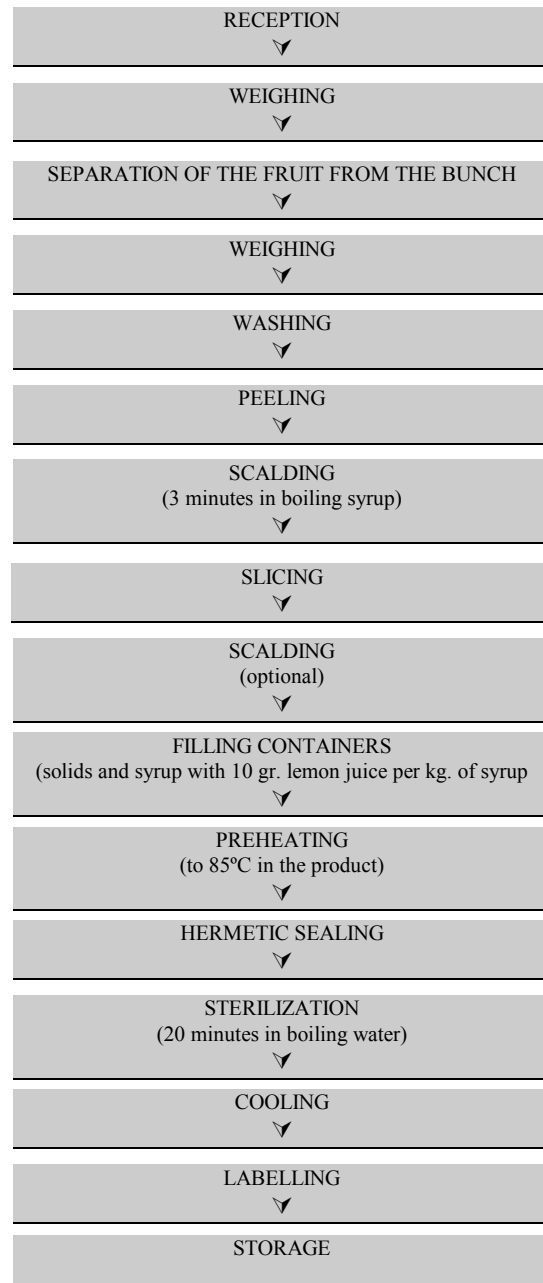 RECEPTION
WEIGHING
SEPARATION OF THE FRUIT FROM THE BUNCH
WEIGHING
WASHING
PEELING
SCALDING
(3 minutes in boiling syrup)
SLICING
SCALDING
(optional)
FILLING CONTAINERS
(solids and syrup with 10 gr. lemon juice per kg. of syrup
PREHEATING
(to 85ºC in the product)
HERMETIC SEALING
STERILIZATION
(20 minutes in boiling water)
COOLING
LABELLING
STORAGE